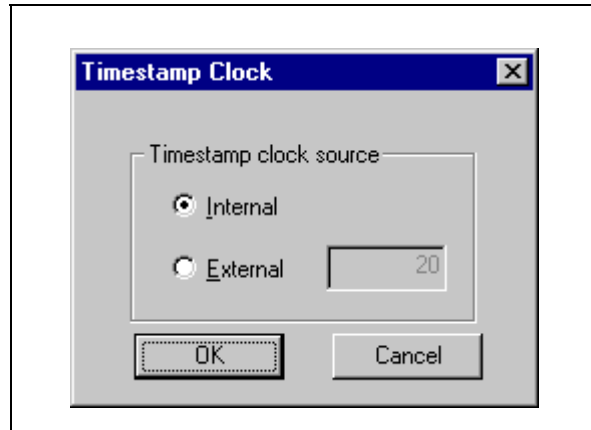 Timestamp Clock
Timestamp clock source
Internal
External 20
OK Cancel